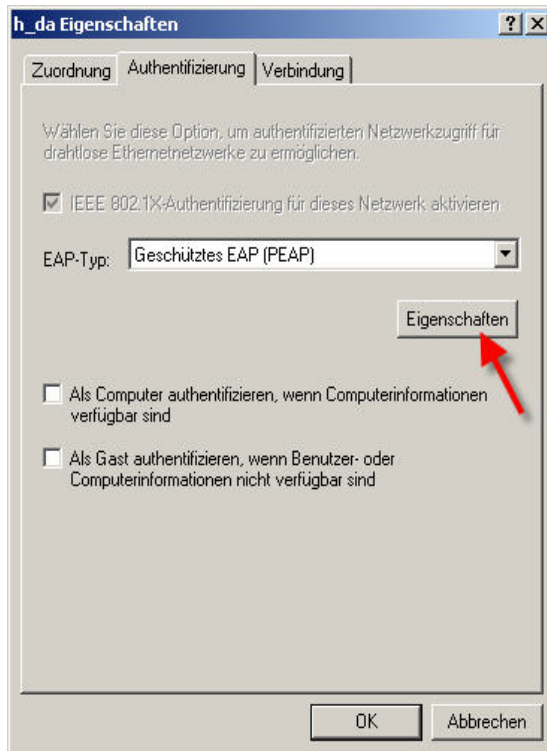 h_da Eigenschaften
Zuordnung Authentifizierung Verbindung
Wählen Sie diese Option, um authentifizierten Netzwerkzugriff für
drahtlose Ethernetnetzwerke zu ermöglichen.
IEEE 802.1X-Authentifizierung für dieses Netzwerk aktivieren
EAP-Typ: Geschütztes EAP (PEAP)
Eigenschaften
Als Computer authentifizieren, wenn Computerinformationen
verfügbar sind
Als Gast authentifizieren, wenn Benutzer- oder
Computerinformationen nicht verfügbar sind
OK Abbrechen